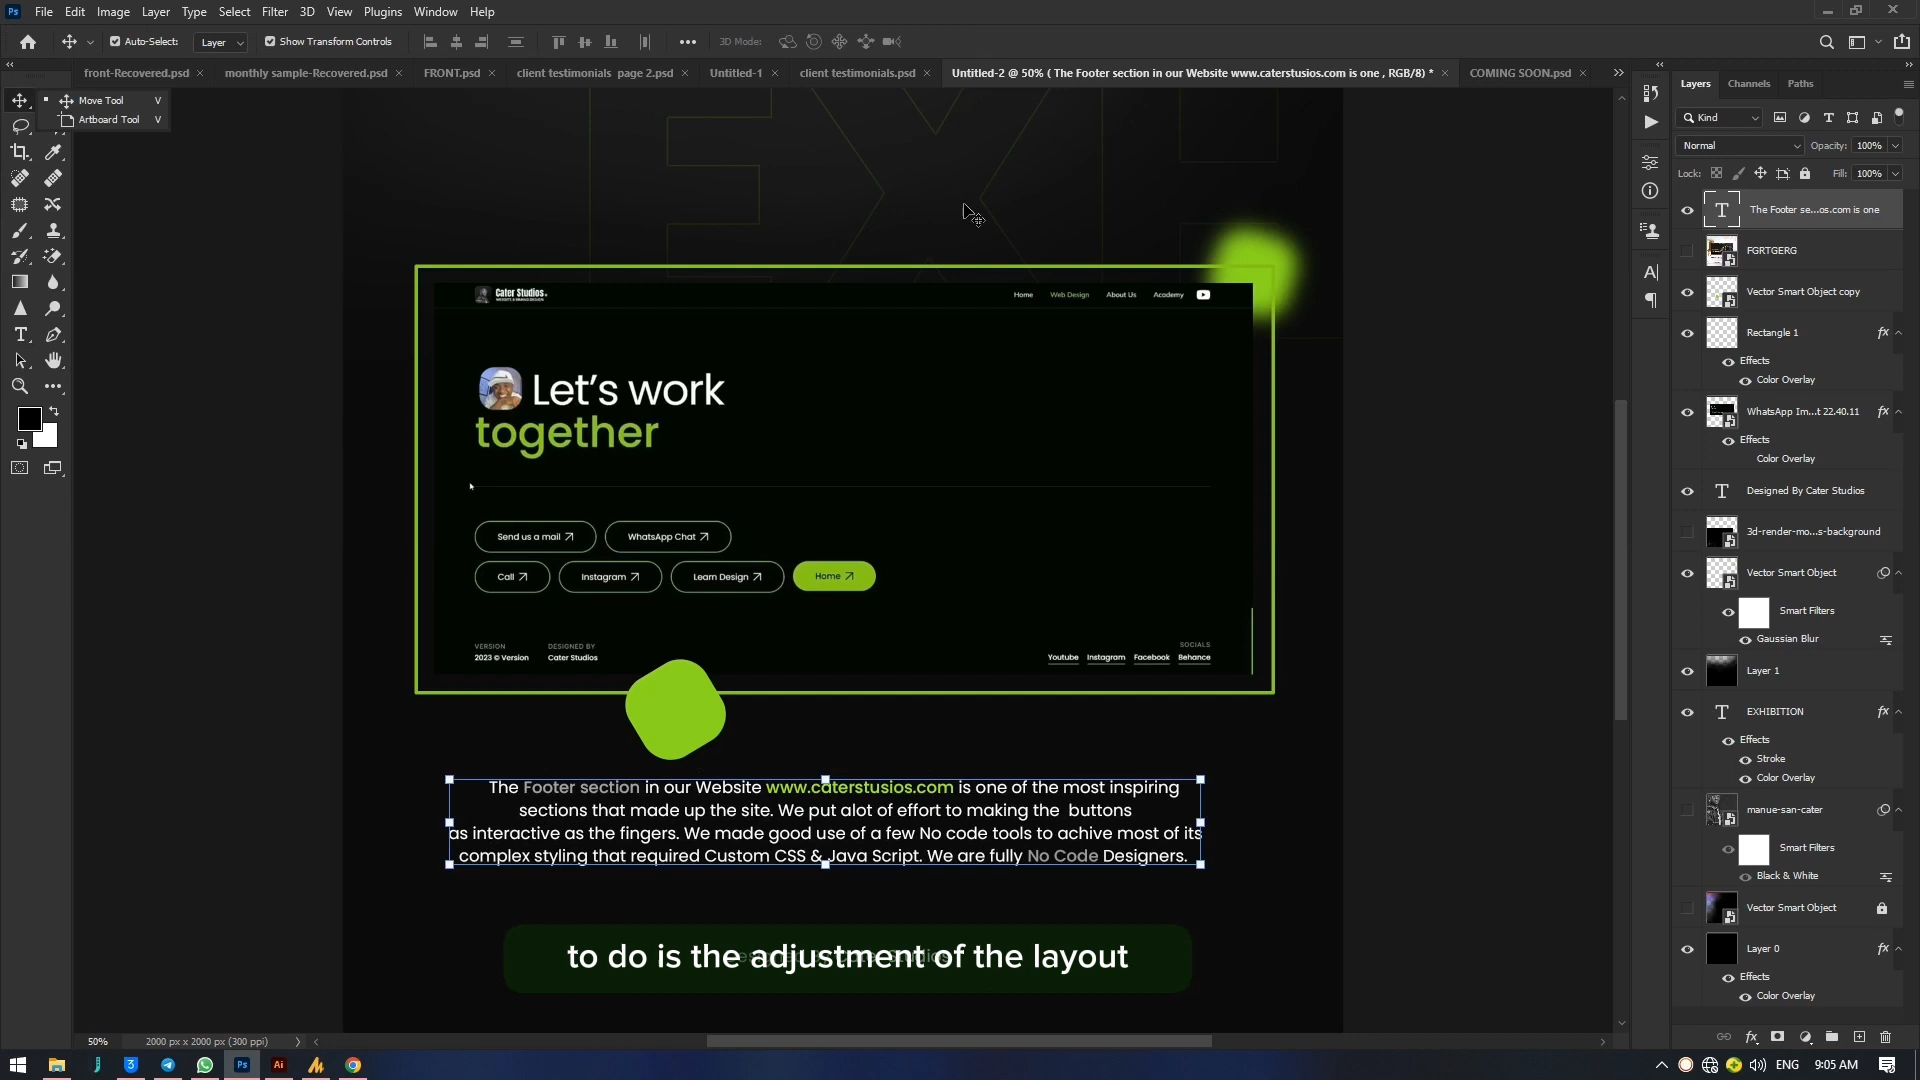 Ps File Edit Image Layer Type Select Filter 3D View Plugins Window Help
Auto-Select: Layer Show Transform Controls 3D Mode:
front-Recovered.psd monthly sample-Recovered.psd FRONT.psd client testimonials page 2.psd Untitled-1 client testimonials.psd Untitled-2 @ 50% ( The Footer section in our Website www.caterstusios.com is one , RGB/8) * COMING SOON.psd
Move Tool V
Artboard Tool V
EX
Cater Studios
Home Web Design About Us Academy
Let's work
together
Send us a mail WhatsApp Chat
Call Instagram Learn Design Home
VERSION DESIGNED BY SOCIALS
2023 © Version Cater Studios Youtube Instagram Facebook Behance
The Footer section in our Website www.caterstusios.com is one of the most inspiring
sections that made up the site. We put alot of effort to making the  buttons
as interactive as the fingers. We made good use of a few No code tools to achive most of its
complex styling that required Custom CSS & Java Script. We are fully No Code Designers.
to do is the adjustment of the layout
Layers Channels Paths
Kind
Normal Opacity: 100%
Lock: Fill: 100%
The Footer se...os.com is one
FGRTGERG
Vector Smart Object copy
Rectangle 1 fx
Effects
Color Overlay
WhatsApp Im...t 22.40.11 fx
Effects
Color Overlay
Designed By Cater Studios
3d-render-mo...s-background
Vector Smart Object
Smart Filters
Gaussian Blur
Layer 1
EXHIBITION fx
Effects
Stroke
Color Overlay
manue-san-cater
Smart Filters
Black & White
Vector Smart Object
Layer 0 fx
Effects
Color Overlay
50% 2000 px x 2000 px (300 ppi)
Ps Ai ENG 9:05 AM